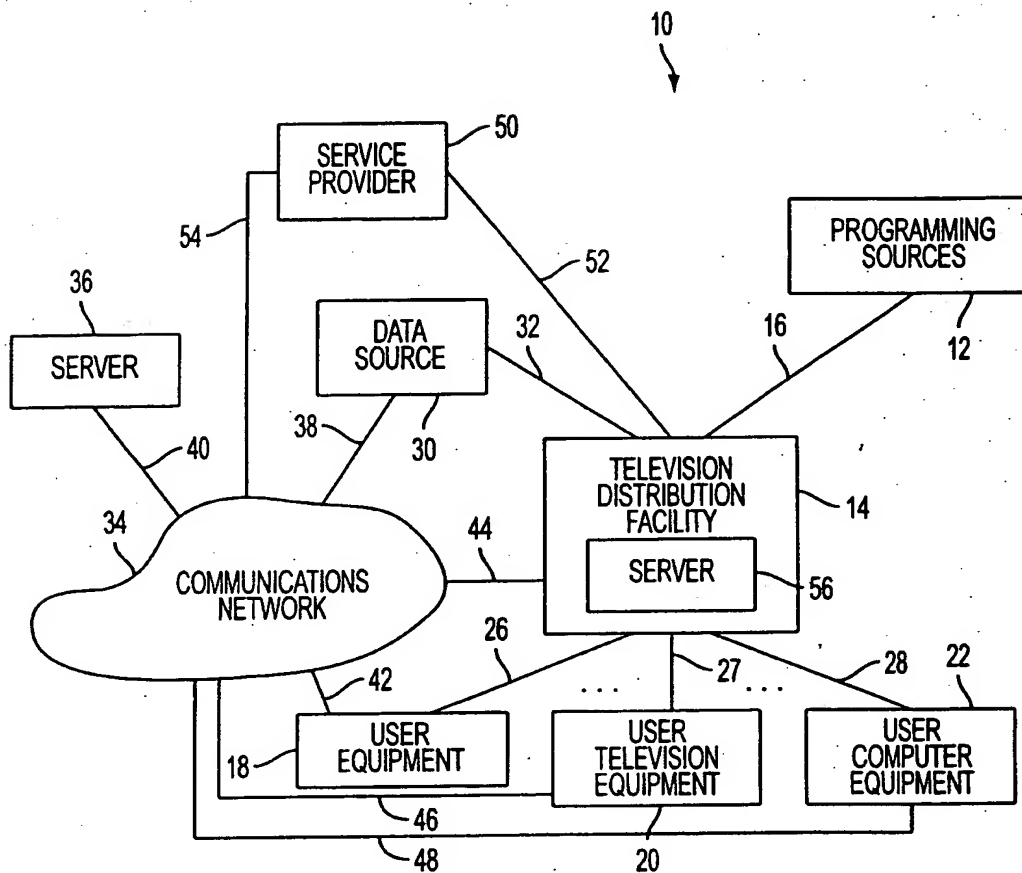 10
SERVICE
PROVIDER
50
54
52
PROGRAMMING
SOURCES
12
36
SERVER
40
DATA
SOURCE
32
16
38
30
TELEVISION
DISTRIBUTION
FACILITY
14
34
44
SERVER
56
COMMUNICATIONS
NETWORK
26
27
28
22
...
...
42
18
USER
EQUIPMENT
USER
TELEVISION
EQUIPMENT
USER
COMPUTER
EQUIPMENT
46
48
20